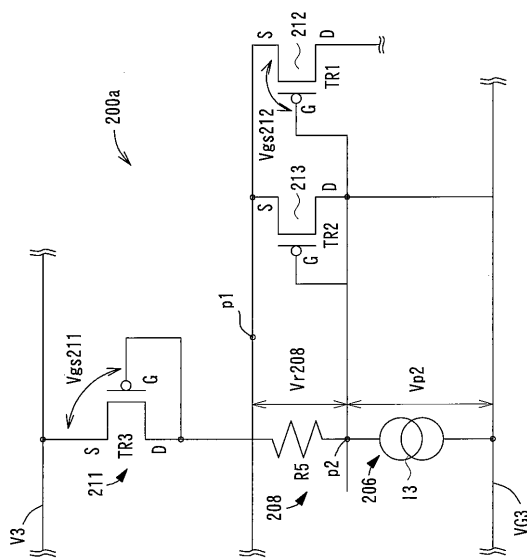 200a
V3
Vgs211
S
G
TR3
D
211
p1
S
212
Vgs212
G
TR1
D
S
213
G
TR2
D
Vr208
208
R5
p2
Vp2
206
I3
VG3